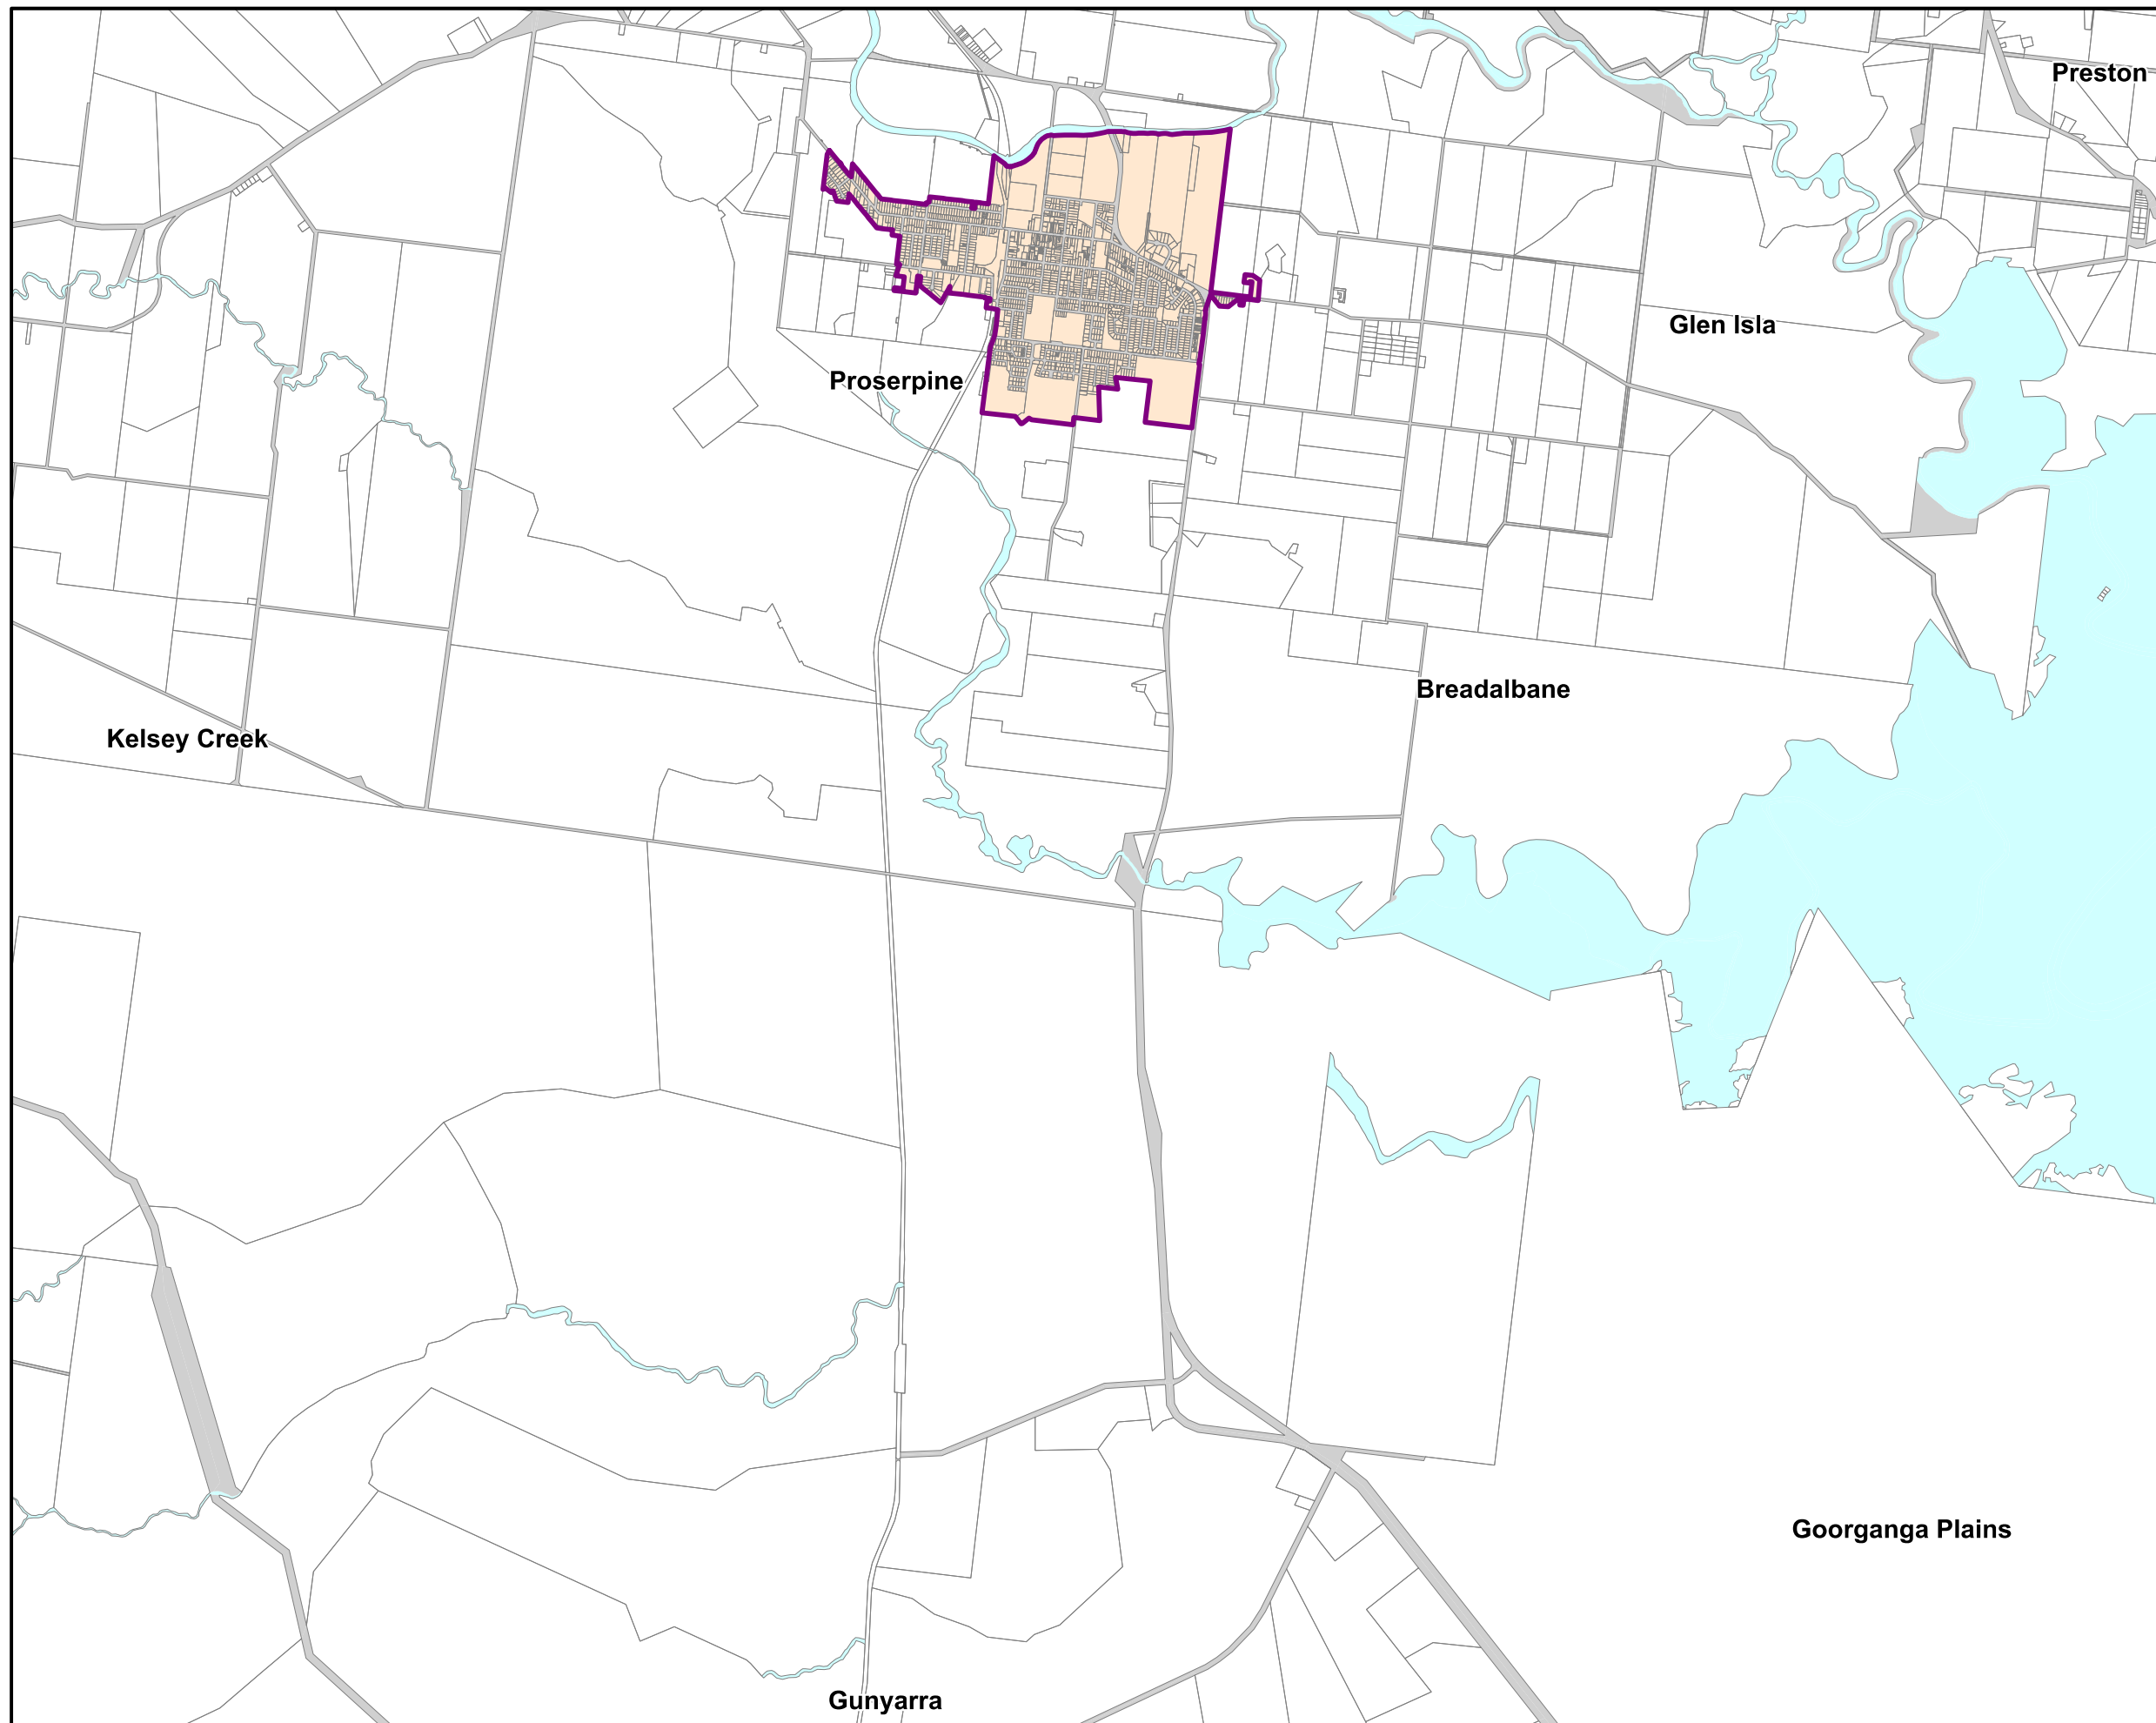 Preston
Glen Isla
Proserpine
Breadalbane
Kelsey Creek
Goorganga Plains
Gunyarra